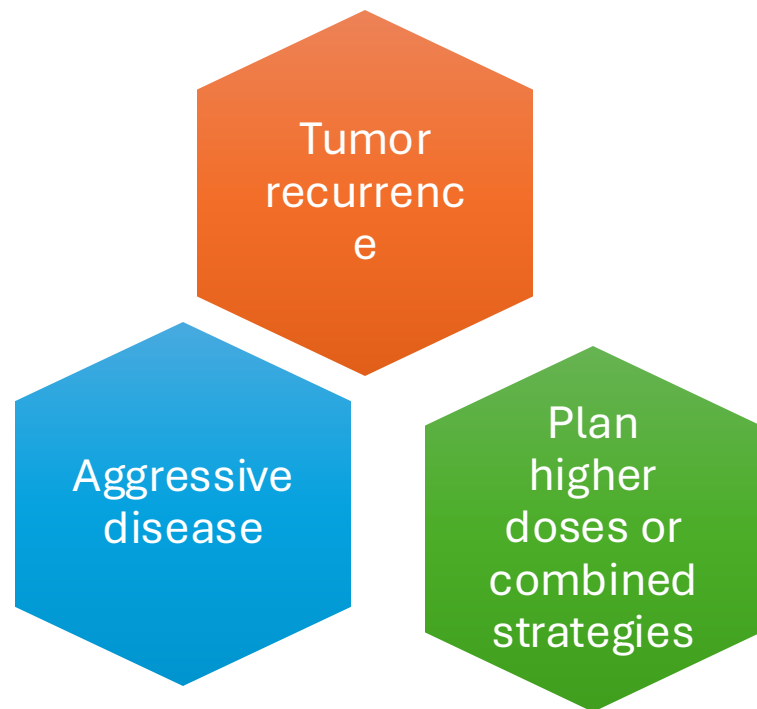 Tumor
recurrenc
e
Aggressive
disease
Plan
higher
doses or
combined
strategies